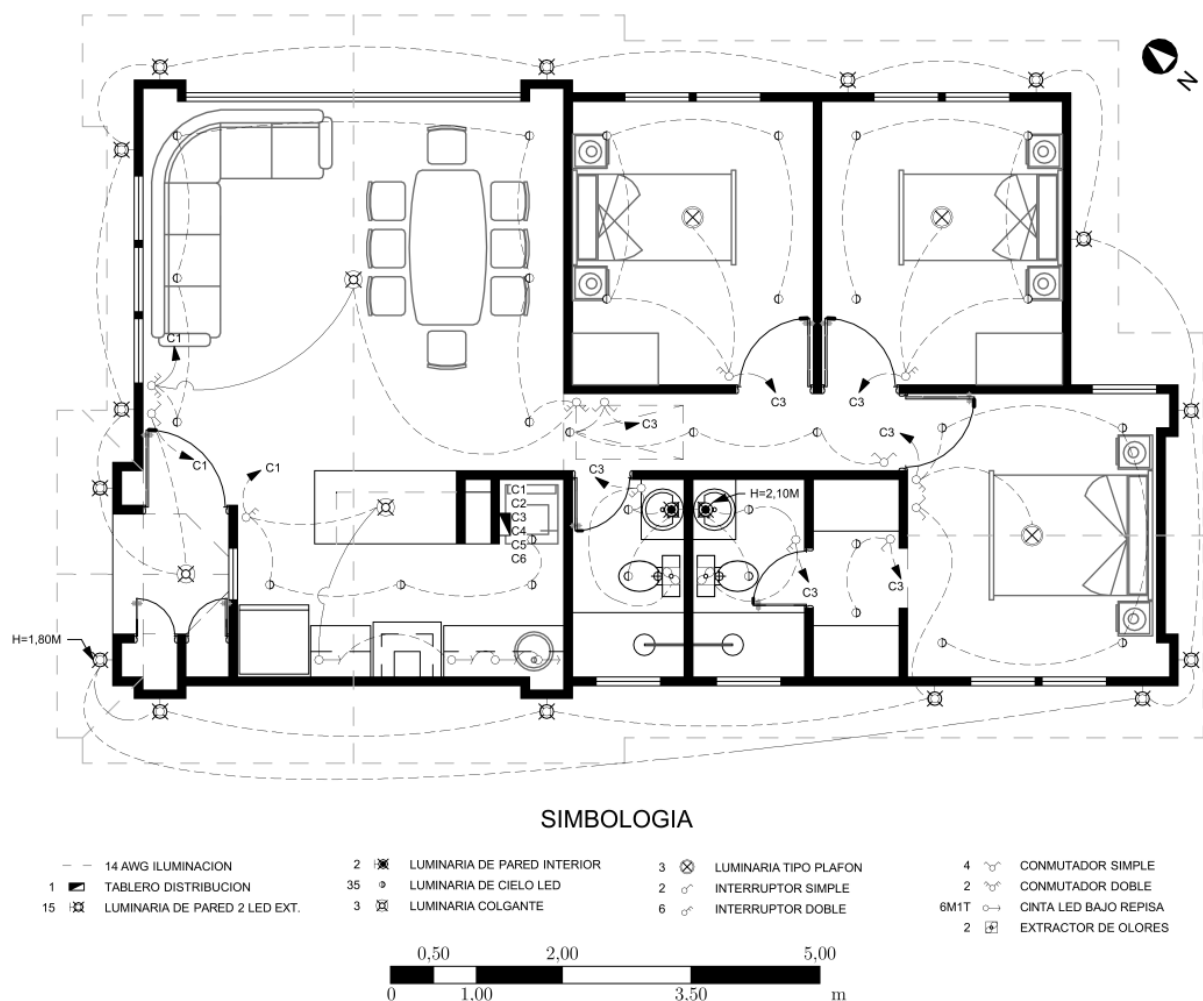 N
C1
C3
C3
C3
C3
C1
C1
C3
C1
C2
C3
C4
C5
C6
H=2,10M
C3
C3
H=1,80M
SIMBOLOGIA
14 AWG ILUMINACION
1 TABLERO DISTRIBUCION
15 LUMINARIA DE PARED 2 LED EXT.
2 LUMINARIA DE PARED INTERIOR
35 LUMINARIA DE CIELO LED
3 LUMINARIA COLGANTE
3 LUMINARIA TIPO PLAFON
2 INTERRUPTOR SIMPLE
6 INTERRUPTOR DOBLE
4 CONMUTADOR SIMPLE
2 CONMUTADOR DOBLE
6M1T CINTA LED BAJO REPISA
2 EXTRACTOR DE OLORES
0,50 2,00 5,00
0 1.00 3,50 m